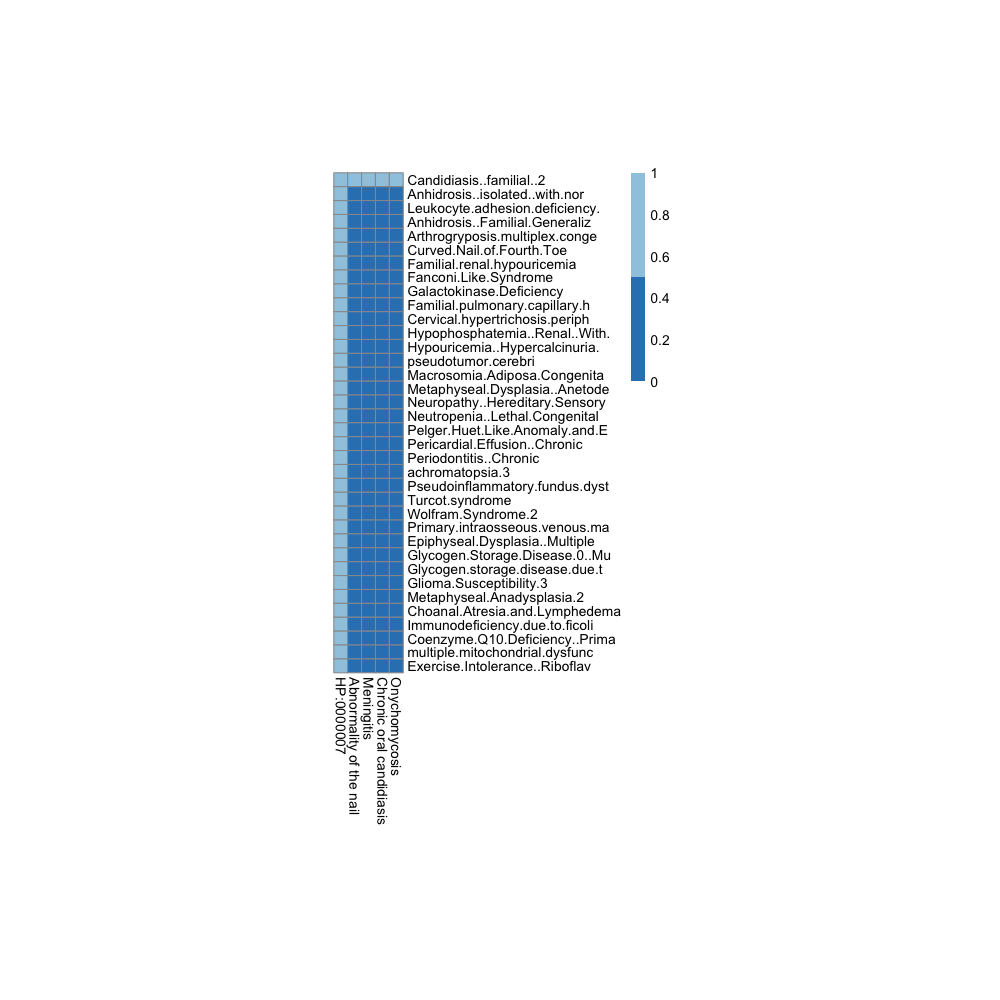 Candidiasis..familial..2
Anhidrosis..isolated..with.nor
Leukocyte.adhesion.deficiency.
Anhidrosis..Familial.Generaliz
Arthrogryposis.multiplex.conge
Curved.Nail.of.Fourth.Toe
Familial.renal.hypouricemia
Fanconi.Like.Syndrome
Galactokinase.Deficiency
Familial.pulmonary.capillary.h
Cervical.hypertrichosis.periph
Hypophosphatemia..Renal..With.
Hypouricemia..Hypercalcinuria.
pseudotumor.cerebri
Macrosomia.Adiposa.Congenita
Metaphyseal.Dysplasia..Anetode
Neuropathy..Hereditary.Sensory
Neutropenia..Lethal.Congenital
Pelger.Huet.Like.Anomaly.and.E
Pericardial.Effusion..Chronic
Periodontitis..Chronic
achromatopsia.3
Pseudoinflammatory.fundus.dyst
Turcot.syndrome
Wolfram.Syndrome.2
Primary.intraosseous.venous.ma
Epiphyseal.Dysplasia..Multiple
Glycogen.Storage.Disease.0..Mu
Glycogen.storage.disease.due.t
Glioma.Susceptibility.3
Metaphyseal.Anadysplasia.2
Choanal.Atresia.and.Lymphedema
Immunodeficiency.due.to.ficoli
Coenzyme.Q10.Deficiency..Prima
multiple.mitochondrial.dysfunc
Exercise.Intolerance..Riboflav
1
0.8
0.6
0.4
0.2
0
HP:0000007
Abnormality of the nail
Meningitis
Chronic oral candidiasis
Onychomycosis